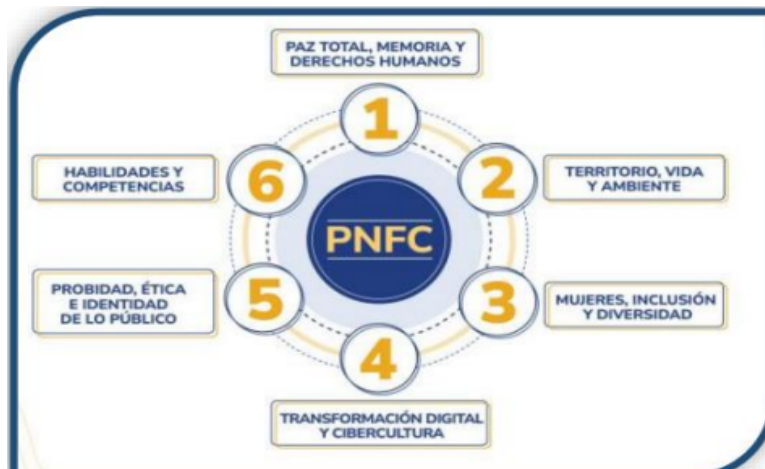 PAZ TOTAL, MEMORIA Y
DERECHOS HUMANOS
1
2
TERRITORIO, VIDA
Y AMBIENTE
3
MUJERES, INCLUSIÓN
Y DIVERSIDAD
4
TRANSFORMACIÓN DIGITAL
Y CIBERCULTURA
5
PROBIDAD, ÉTICA
E IDENTIDAD
DE LO PÚBLICO
6
HABILIDADES Y
COMPETENCIAS
PNFC